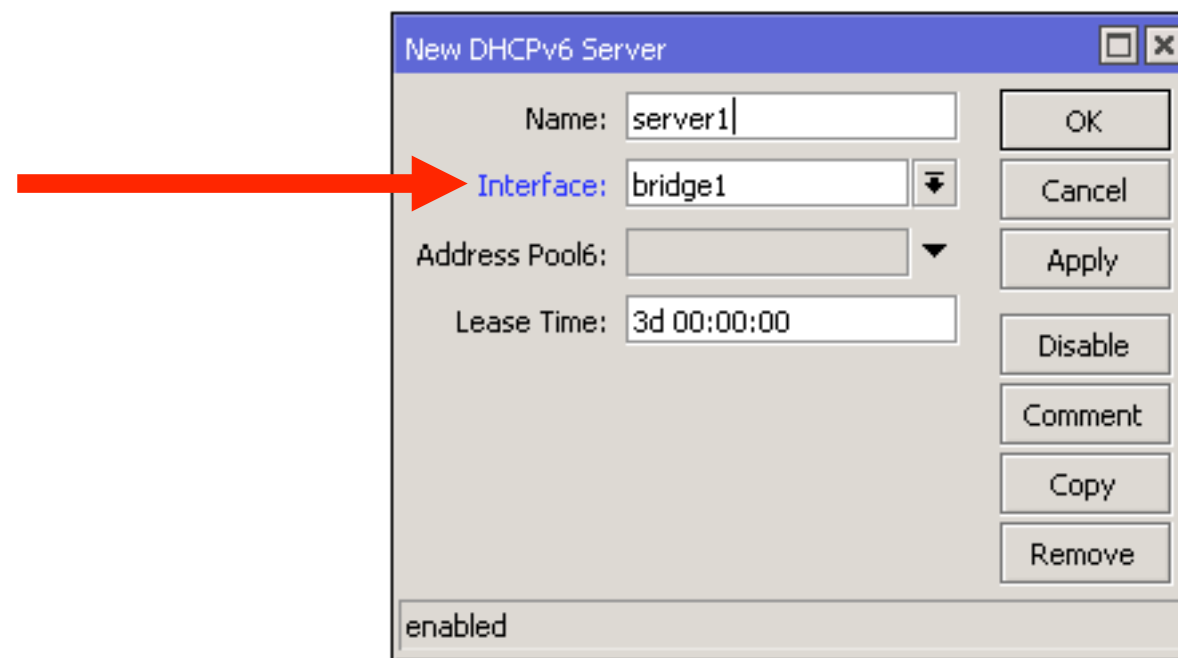 New DHCPv6 Server
Name: server1
OK
Interface: bridge1
Cancel
Address Pool6:
Apply
Lease Time: 3d 00:00:00
Disable
Comment
Copy
Remove
enabled